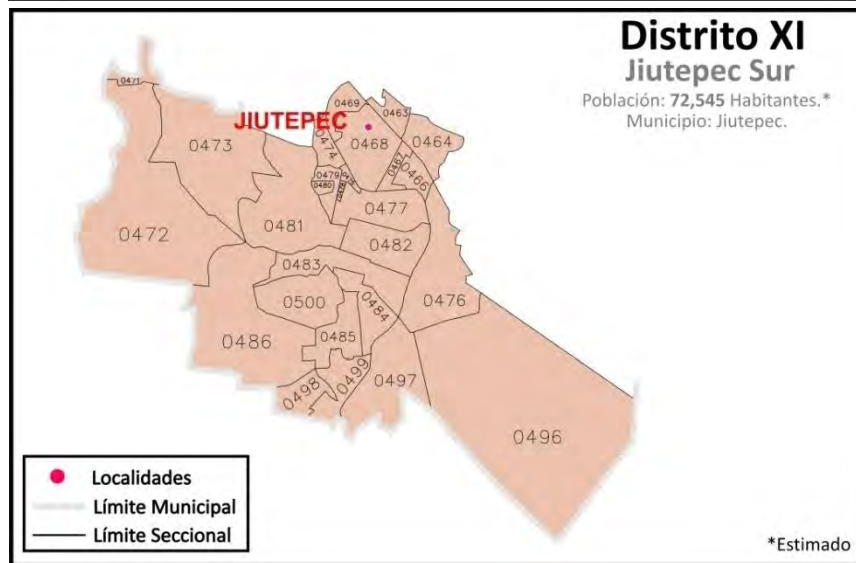 Distrito XI
Jiutepec Sur
Población: 72,545 Habitantes.*
Municipio: Jiutepec.
JIUTEPEC
0471
0469
0463
0473
0474
0468
0464
0467
0466
0479
0480
0477
0472
0481
0482
0483
0476
0500
0484
0486
0485
0499
0498
0497
0496
Localidades
Límite Municipal
Límite Seccional
*Estimado